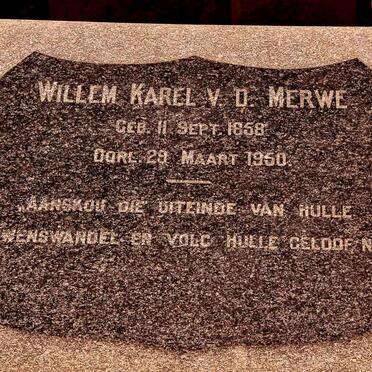 WILLEM KAREL V. D. MERWE
GEB. 11 SEPT. 1858
OORL. 29 MAART 1950.
„AANSKOU DIE UITEINDE VAN HULLE
WENSWANDEL EN VOLG HULLE GELOOF N